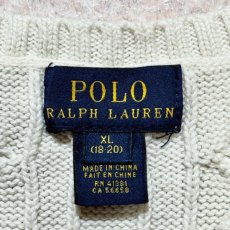 POLO
RALPH LAUREN
XL
(18-20)
MADE IN CHINA
FAIT EN CHINE
RN 41381
CA 56658